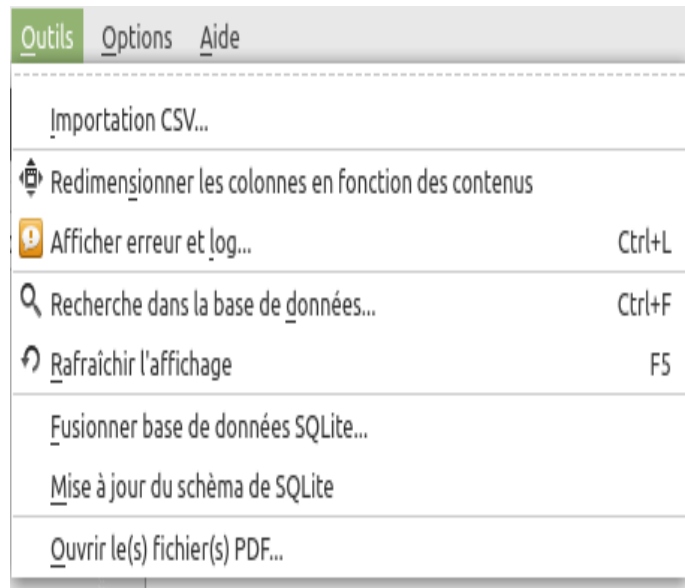 Outils Options Aide
Importation CSV...
Redimensionner les colonnes en fonction des contenus
Afficher erreur et log... Ctrl+L
Recherche dans la base de données... Ctrl+F
Rafraîchir l'affichage F5
Fusionner base de données SQLite...
Mise à jour du schèma de SQLite
Ouvrir le(s) fichier(s) PDF...